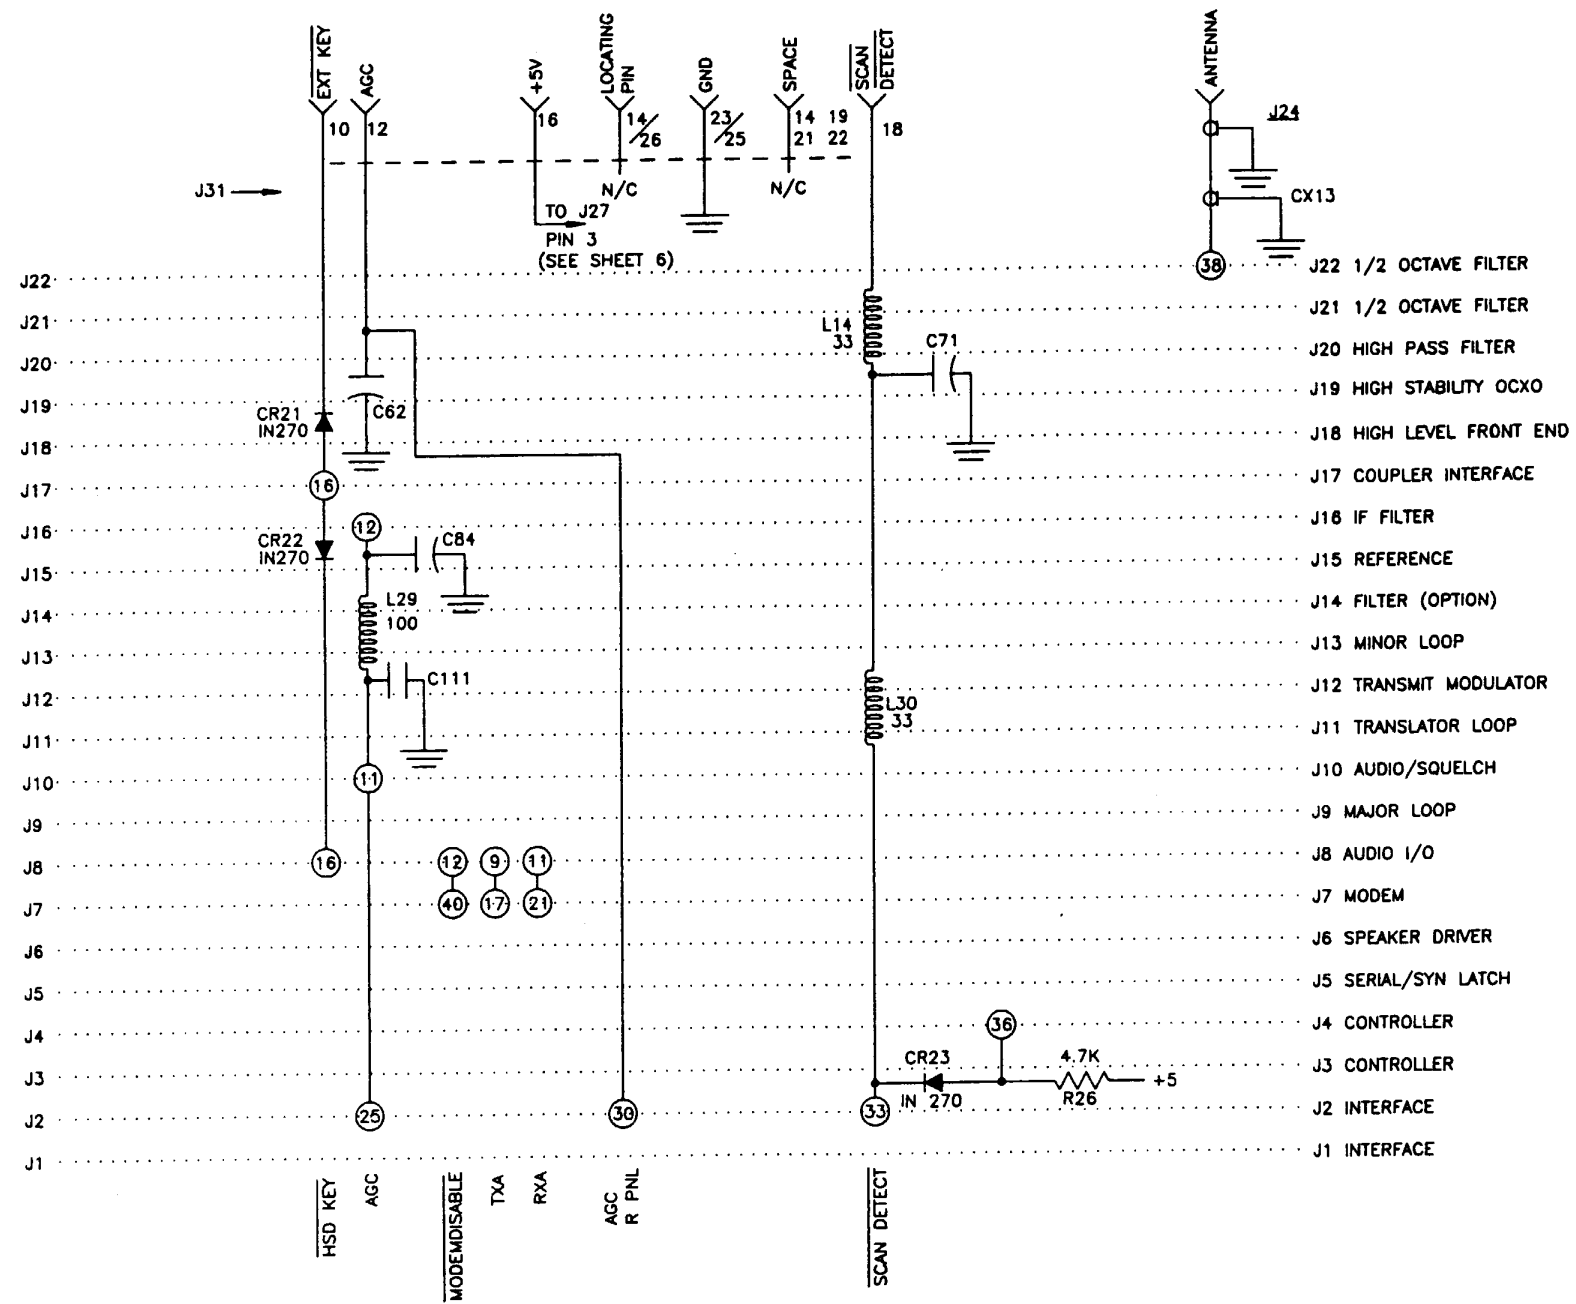 EXT KEY
AGC
+5V
LOCATING
PIN
GND
SPACE
SCAN
DETECT
ANTENNA
10
12
16
14/26
23/25
14 19
21 22
18
J24
J31
N/C
N/C
CX13
TO J27
PIN 3
(SEE SHEET 6)
J22
38
J22 1/2 OCTAVE FILTER
J21
L14
33
J21 1/2 OCTAVE FILTER
J20
C71
J20 HIGH PASS FILTER
J19
CR21
IN270
C62
J19 HIGH STABILITY OCXO
J18
J18 HIGH LEVEL FRONT END
J17
16
J17 COUPLER INTERFACE
J16
12
J16 IF FILTER
CR22
IN270
C84
J15
J15 REFERENCE
J14
L29
100
J14 FILTER (OPTION)
J13
J13 MINOR LOOP
C111
J12
L30
33
J12 TRANSMIT MODULATOR
J11
J11 TRANSLATOR LOOP
J10
11
J10 AUDIO/SQUELCH
J9
J9 MAJOR LOOP
J8
16
12
9
11
J8 AUDIO I/O
J7
40
17
21
J7 MODEM
J6
J6 SPEAKER DRIVER
J5
J5 SERIAL/SYN LATCH
J4
36
J4 CONTROLLER
J3
CR23
IN 270
4.7K
R26
+5
J3 CONTROLLER
J2
25
30
33
J2 INTERFACE
J1
J1 INTERFACE
HSD KEY
AGC
MODEMDISABLE
TXA
RXA
AGC
R PNL
SCAN DETECT